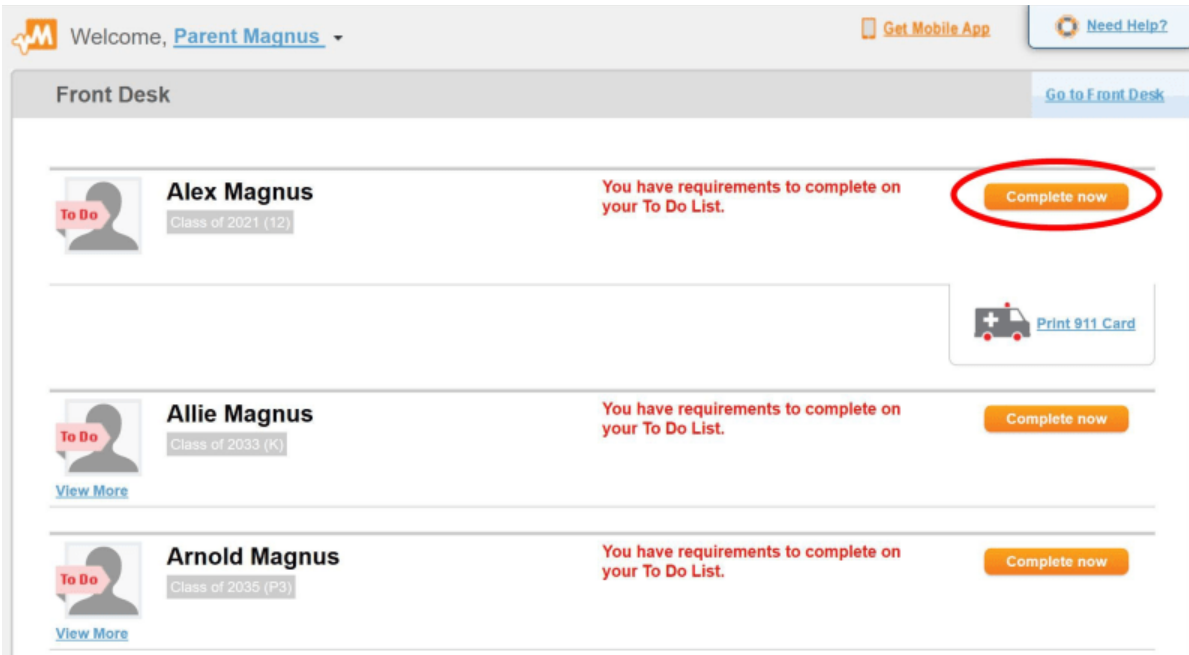 Welcome, Parent Magnus
Get Mobile App
Need Help?
Front Desk
Go to Front Desk
To Do
Alex Magnus
Class of 2021 (12)
You have requirements to complete on
your To Do List.
Complete now
Print 911 Card
To Do
Allie Magnus
Class of 2033 (K)
You have requirements to complete on
your To Do List.
Complete now
View More
To Do
Arnold Magnus
Class of 2035 (P3)
You have requirements to complete on
your To Do List.
Complete now
View More